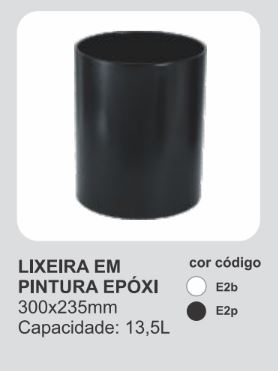 LIXEIRA EM
PINTURA EPÓXI
300x235mm
Capacidade: 13,5L
cor código
E2b
E2p